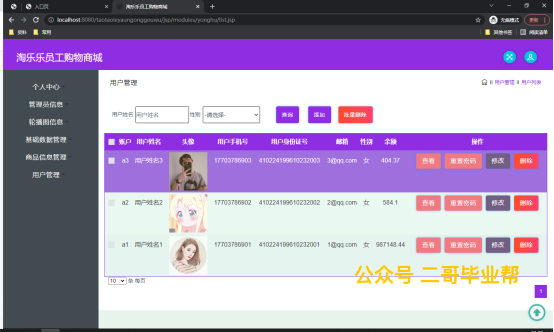 入口页
淘乐乐员工购物商城
无痕模式
更新
localhost:8080/taotaoleyuangonggouwu/jsp/modules/yonghu/list.jsp
资料
常用
其他书签
阅读清单
淘乐乐员工购物商城
个人中心
管理员信息
轮播图信息
基础数据管理
商品信息管理
用户管理
用户管理
用户管理
用户列表
用户姓名
用户姓名
性别
-请选择-
查询
添加
批量删除
账户 用户姓名 头像 用户手机号 用户身份证号 邮箱 性别 余额 操作
a3 用户姓名3 17703786903 410224199610232003 3@qq.com 女 404.37 查看 重置密码 修改 删除
a2 用户姓名2 17703786902 410224199610232002 2@qq.com 女 584.1 查看 重置密码 修改 删除
a1 用户姓名1 17703786901 410224199610232001 1@qq.com 女 987148.44 查看 重置密码 修改 删除
公众号 二哥毕业帮
10 条 每页
1